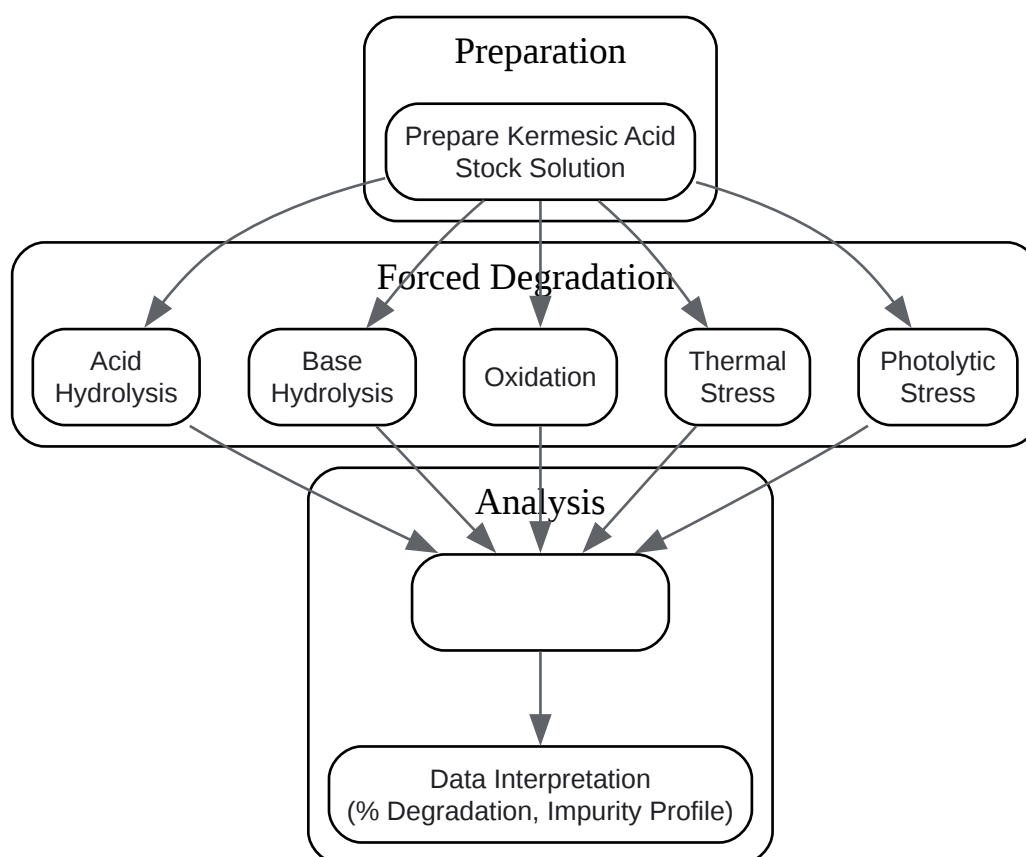 Preparation
Prepare Kermesic Acid
Stock Solution
Forced Degradation
Acid
Hydrolysis
Base
Hydrolysis
Oxidation
Thermal
Stress
Photolytic
Stress
Analysis
Data Interpretation
(% Degradation, Impurity Profile)